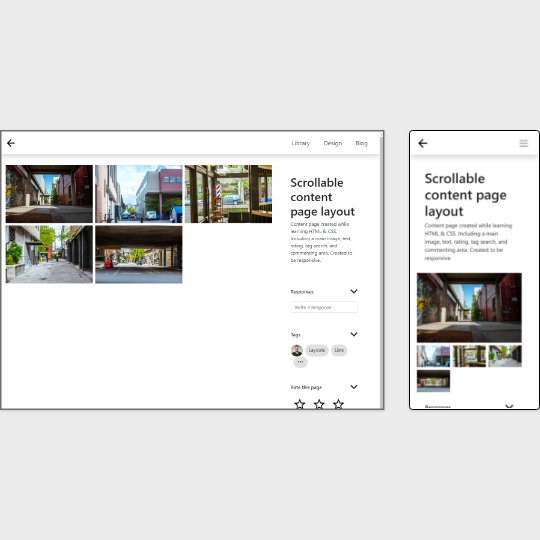 Library Design Blog
Scrollable
content
page layout
Content page created while
learning HTML & CSS.
Including a main image, text,
rating, tag search, and
commenting area. Created to
be responsive.
Responses
Write a Response
Tags
Layouts Lists
Rate this page
Scrollable
content page
layout
Content page created while learning
HTML & CSS. Including a main
image, text, rating, tag search, and
commenting area. Created to be
responsive.
Responses